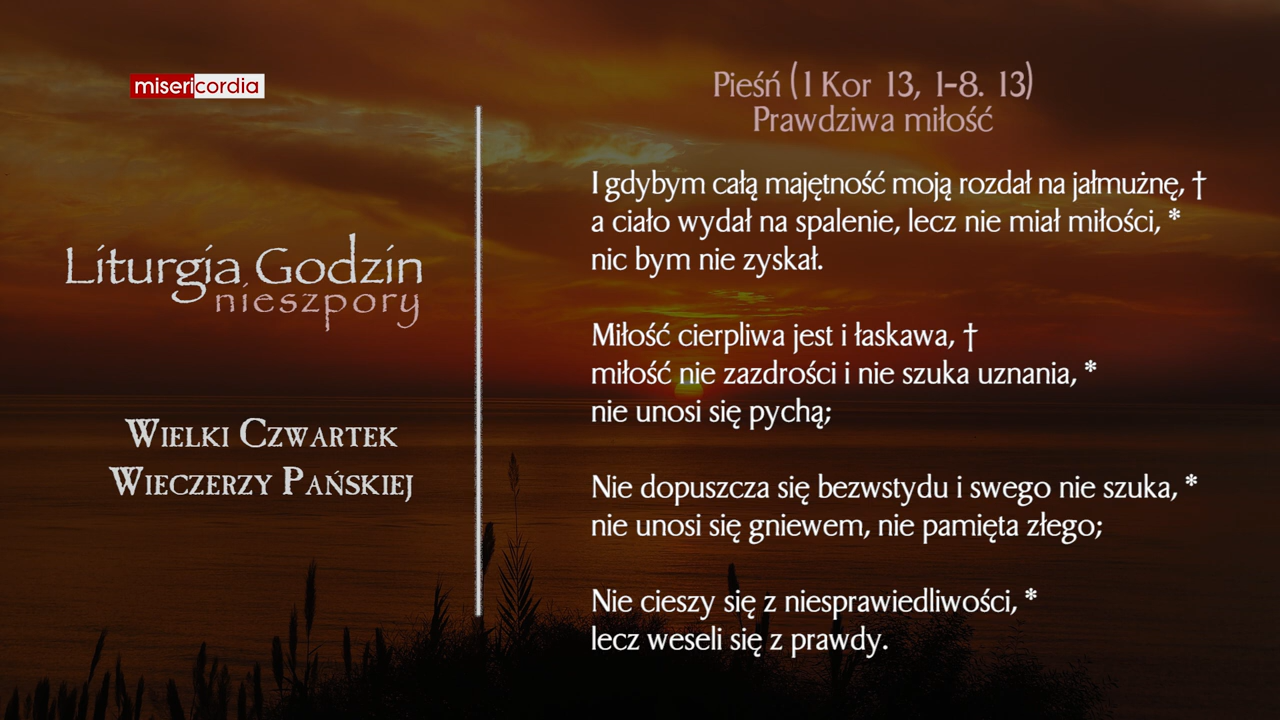 misericordia
Liturgia Godzin
nieszpory
Wielki Czwartek
Wieczerzy Pańskiej
Pieśń (1 Kor 13, 1-8. 13)
Prawdziwa miłość
I gdybym całą majętność moją rozdał na jałmużnę, †
a ciało wydał na spalenie, lecz nie miał miłości, *
nic bym nie zyskał.
Miłość cierpliwa jest i łaskawa, †
miłość nie zazdrości i nie szuka uznania, *
nie unosi się pychą;
Nie dopuszcza się bezwstydu i swego nie szuka, *
nie unosi się gniewem, nie pamięta złego;
Nie cieszy się z niesprawiedliwości, *
lecz weseli się z prawdy.